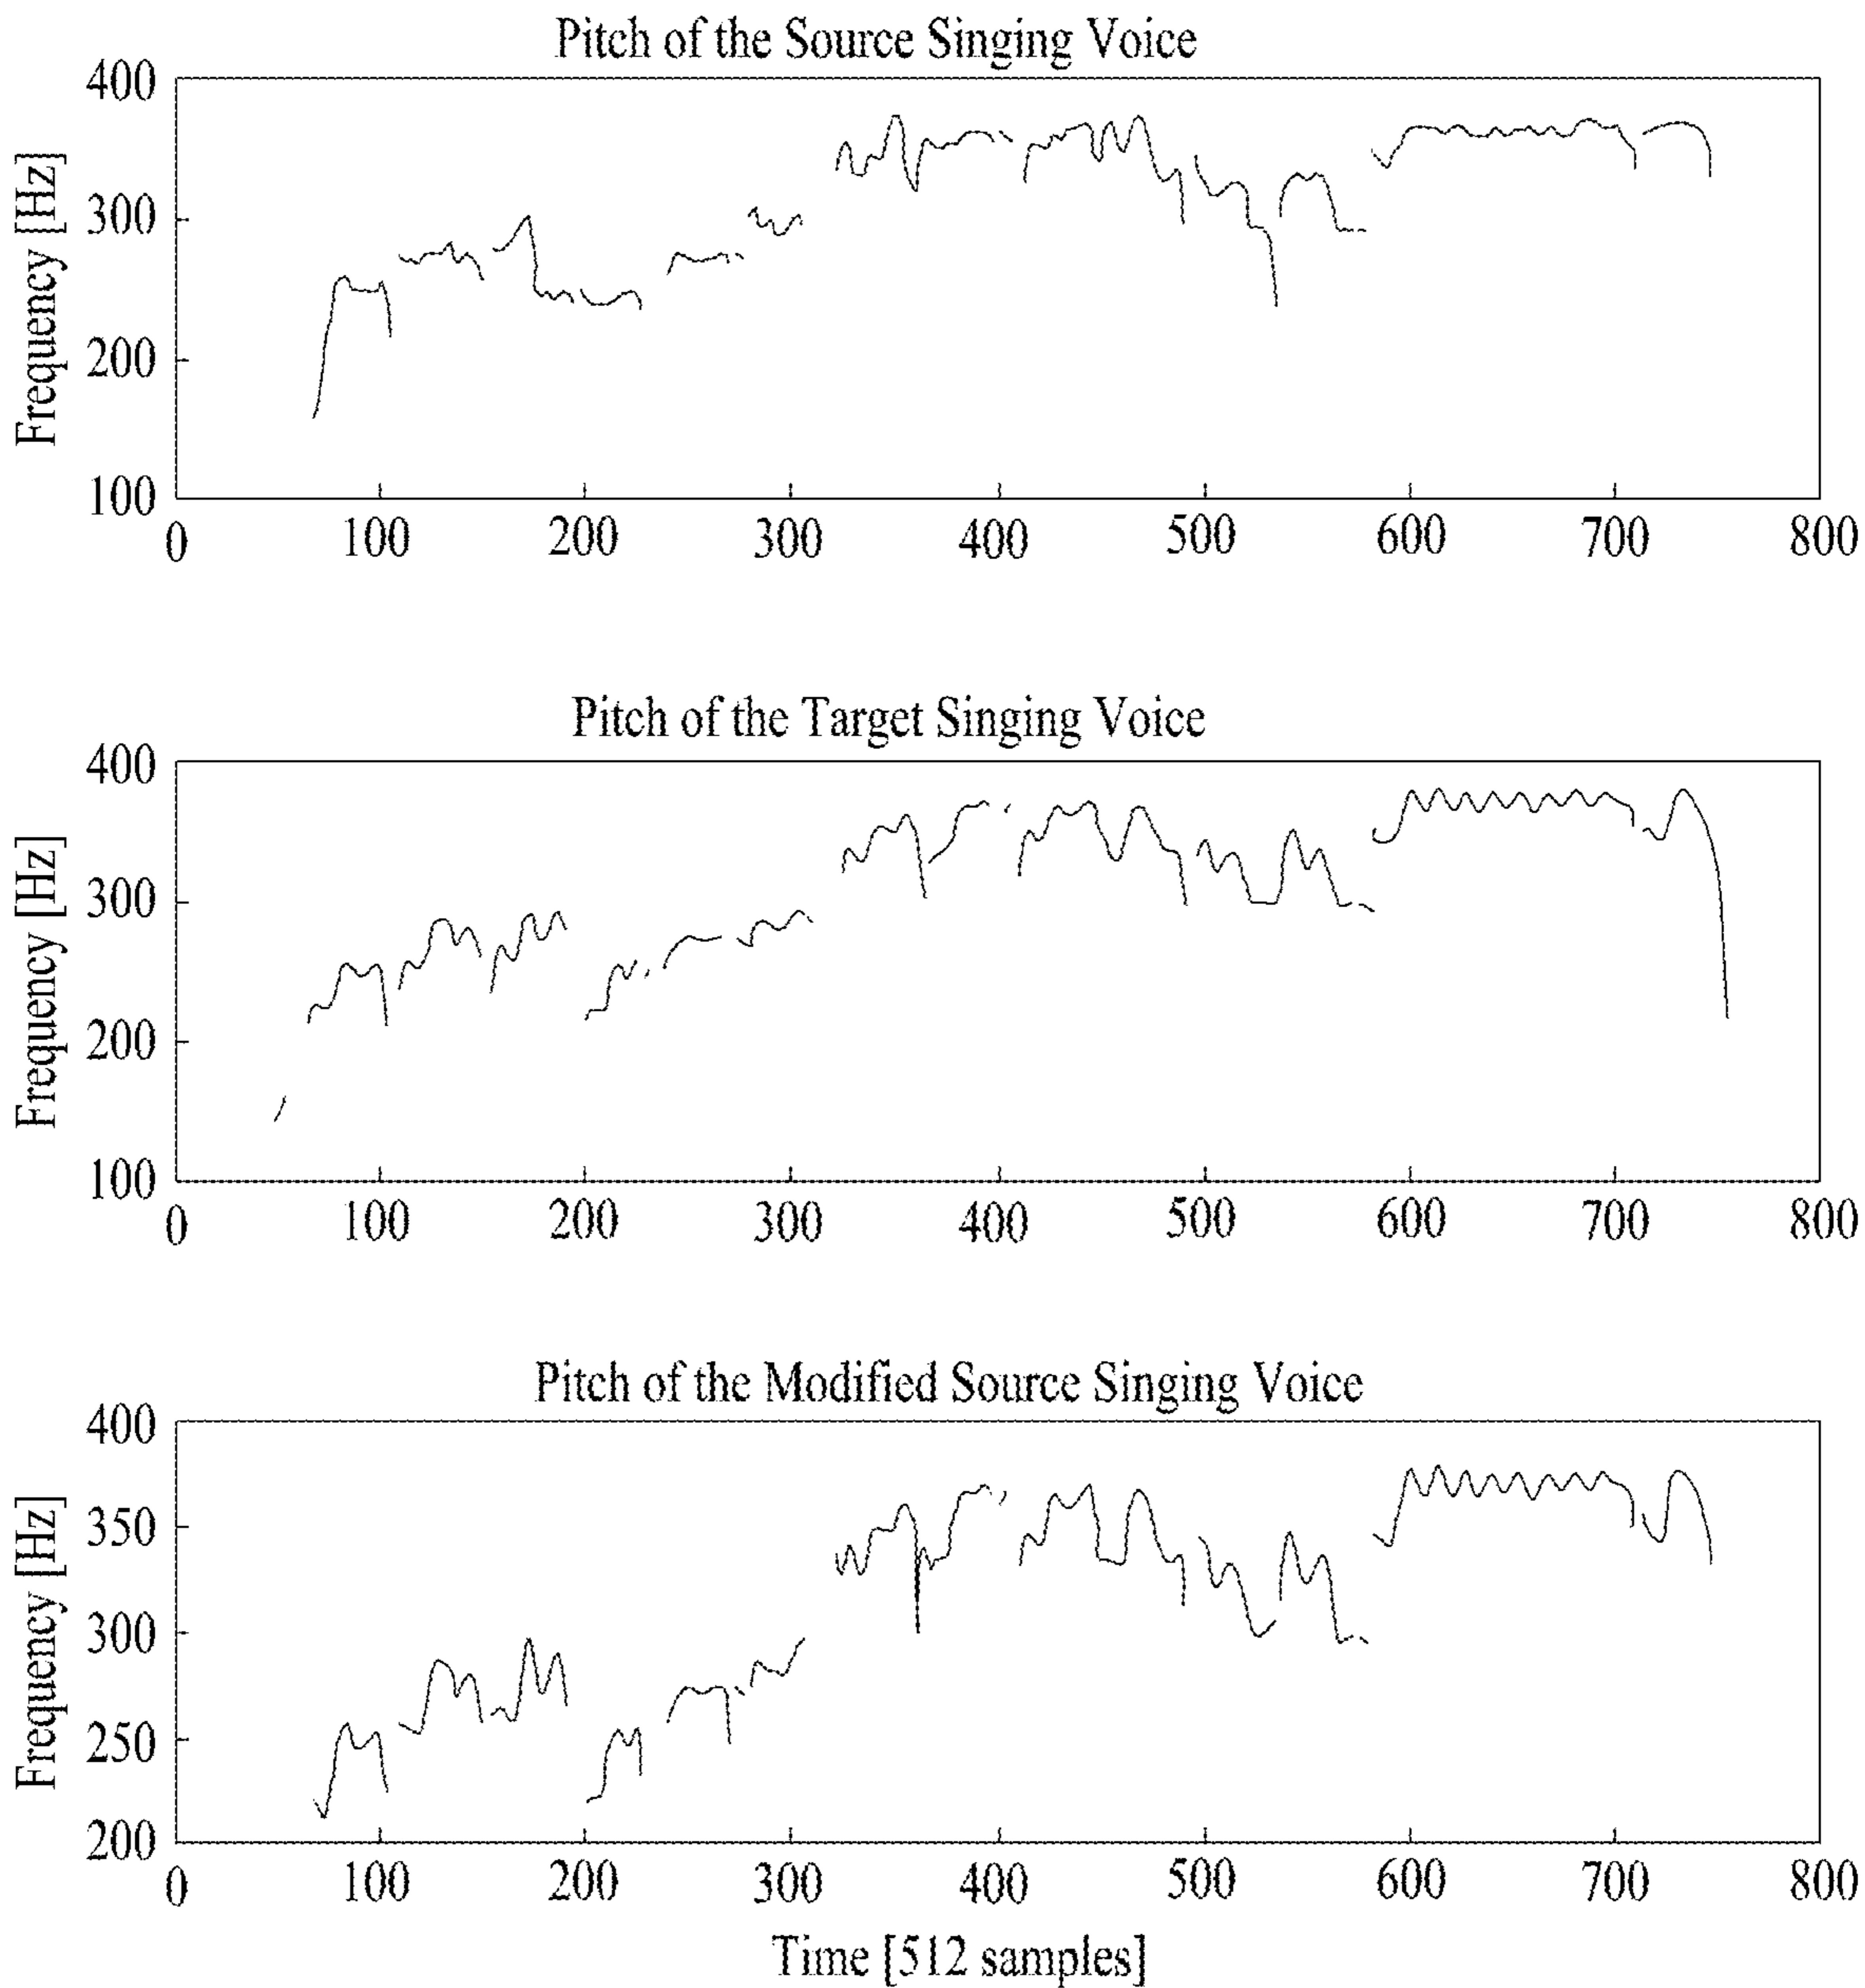 Pitch of the Source Singing Voice
Frequency [Hz]
400
300
200
100
0 100 200 300 400 500 600 700 800
Pitch of the Target Singing Voice
Frequency [Hz]
400
300
200
100
0 100 200 300 400 500 600 700 800
Pitch of the Modified Source Singing Voice
Frequency [Hz]
400
350
300
250
200
0 100 200 300 400 500 600 700 800
Time [512 samples]